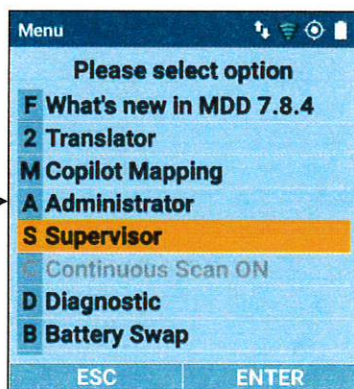 Menu
Please select option
F What's new in MDD 7.8.4
2 Translator
M Copilot Mapping
A Administrator
S Supervisor
C Continuous Scan ON
D Diagnostic
B Battery Swap
ESC ENTER